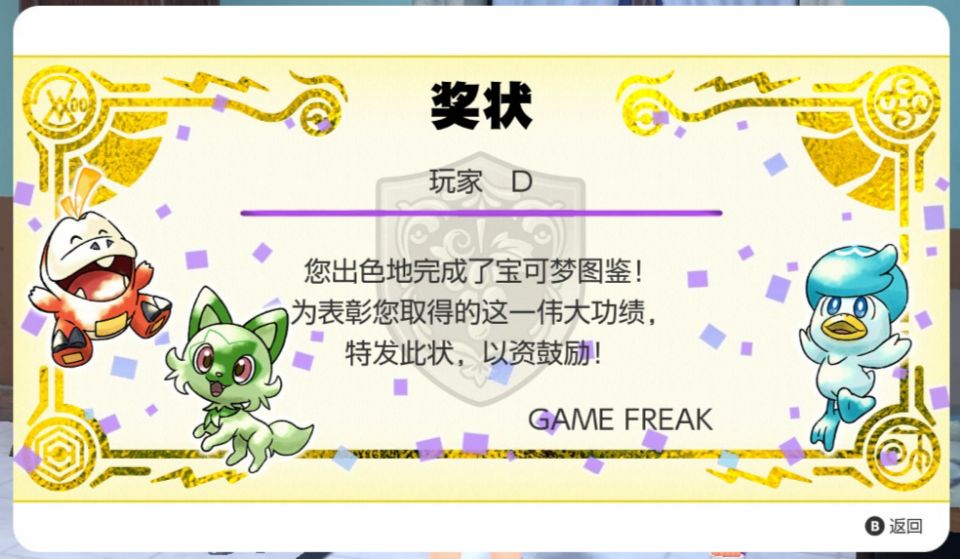 奖状
玩家 D
您出色地完成了宝可梦图鉴！
为表彰您取得的这一伟大功绩，
特发此状，以资鼓励！
GAME FREAK
B 返回